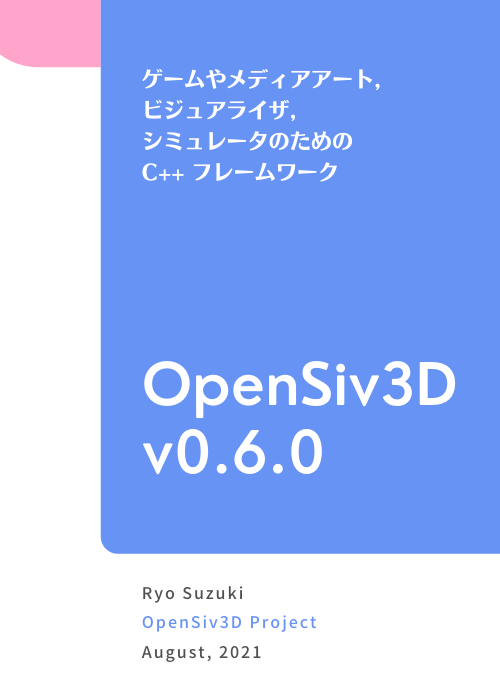 ゲームやメディアアート,
ビジュアライザ,
シミュレータのための
C++ フレームワーク
OpenSiv3D
v0.6.0
Ryo Suzuki
OpenSiv3D Project
August, 2021